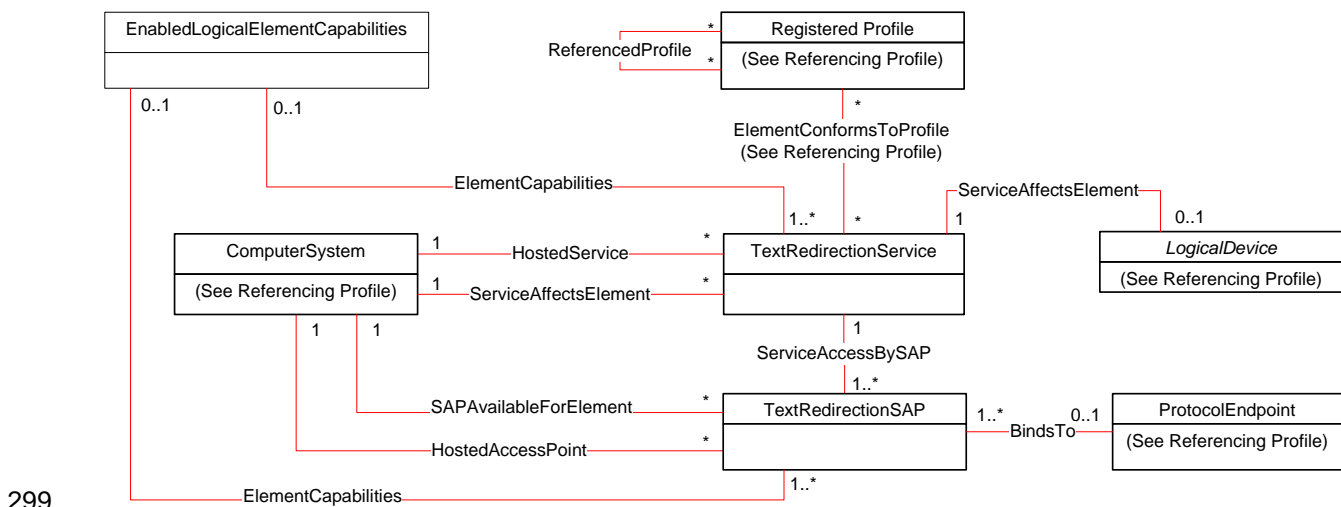 EnabledLogicalElementCapabilities
Registered Profile
(See Referencing Profile)
ReferencedProfile
*
*
0..1
0..1
*
ElementConformsToProfile
(See Referencing Profile)
ElementCapabilities
ServiceAffectsElement
1..*
*
1
0..1
ComputerSystem
(See Referencing Profile)
1
HostedService
*
TextRedirectionService
LogicalDevice
(See Referencing Profile)
1
ServiceAffectsElement
*
1
1
1
ServiceAccessBySAP
1..*
SAPAvailableForElement
*
TextRedirectionSAP
1..*
0..1
BindsTo
ProtocolEndpoint
(See Referencing Profile)
HostedAccessPoint
*
1..*
ElementCapabilities
299